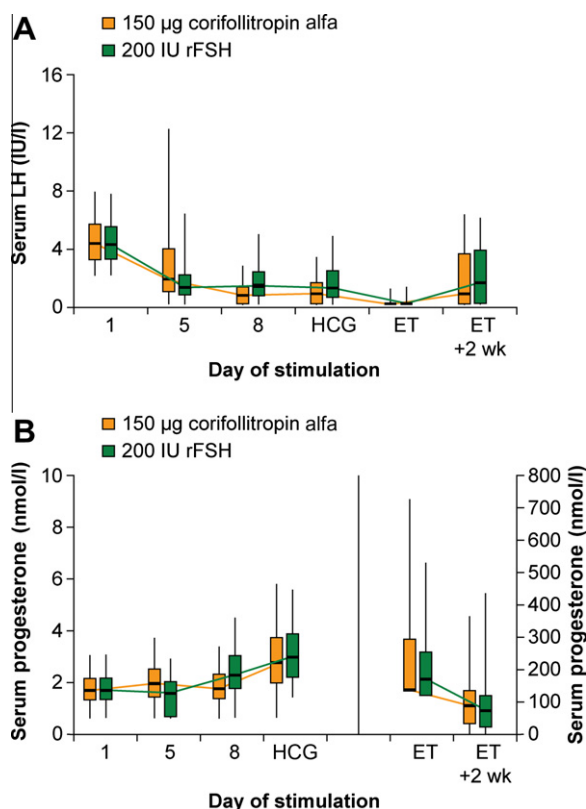 A
150 µg corifollitropin alfa
200 IU rFSH
Serum LH (IU/l)
16
12
8
4
0
1 5 8 HCG ET ET
+2 wk
Day of stimulation
B
150 µg corifollitropin alfa
200 IU rFSH
Serum progesterone (nmol/l)
10
8
6
4
2
0
800
700
600
500
400
300
200
100
0
Serum progesterone (nmol/l)
1 5 8 HCG ET ET
+2 wk
Day of stimulation